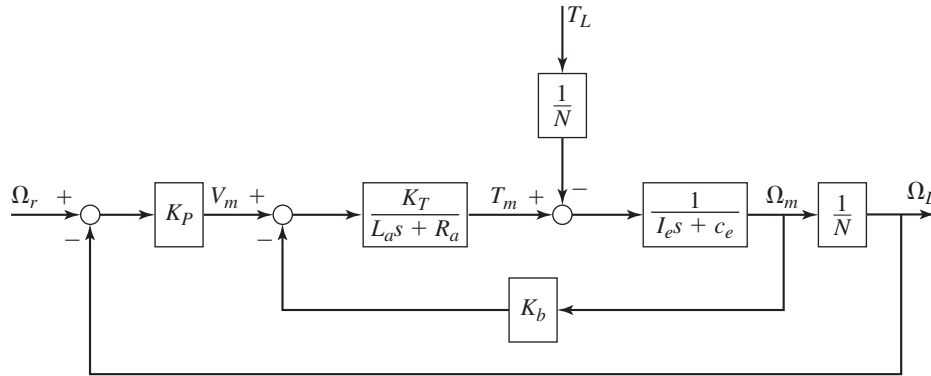 T_L
1/N
Ω_r + −
K_P
V_m + −
K_T/(L_a s + R_a)
T_m + −
1/(I_e s + c_e)
Ω_m
1/N
Ω_L
K_b